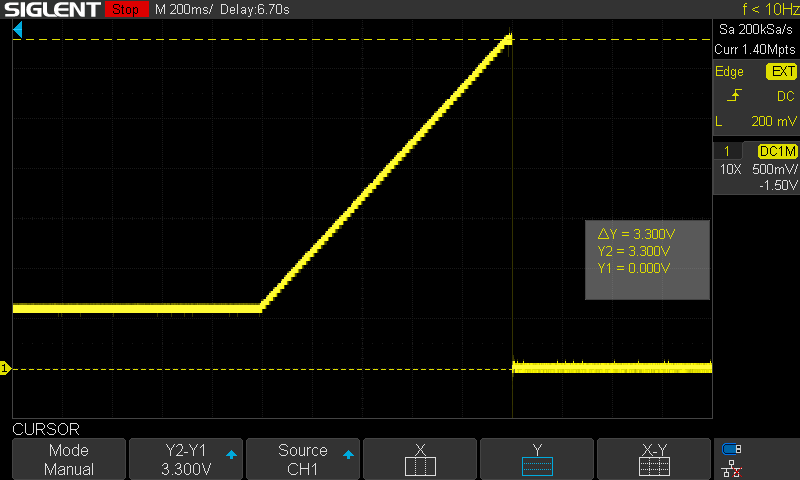 SIGLENT Stop M 200ms/ Delay:6.70s f < 10Hz
Sa 200kSa/s
Curr 1.40Mpts
Edge EXT
DC
L 200 mV
1 DC1M
10X 500mV/
-1.50V
△Y = 3.300V
Y2 = 3.300V
Y1 = 0.000V
1
CURSOR
Mode
Manual
Y2-Y1
3.300V
Source
CH1
X
Y
X-Y